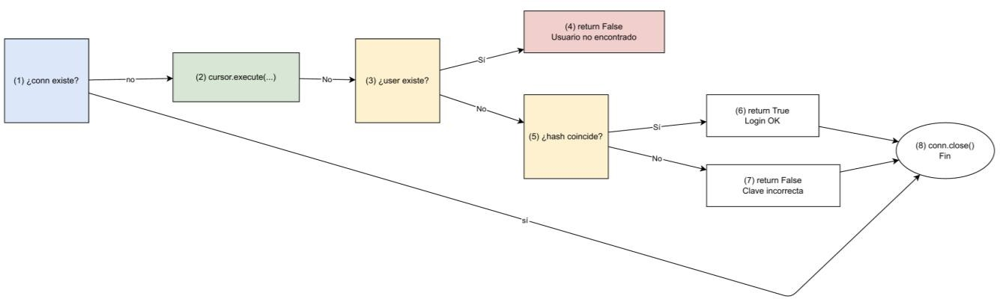 (1) ¿conn existe?
no
(2) cursor.execute(...)
No
(3) ¿user existe?
Sí
(4) return False
Usuario no encontrado
No
(5) ¿hash coincide?
Sí
(6) return True
Login OK
No
(7) return False
Clave incorrecta
(8) conn.close()
Fin
sí